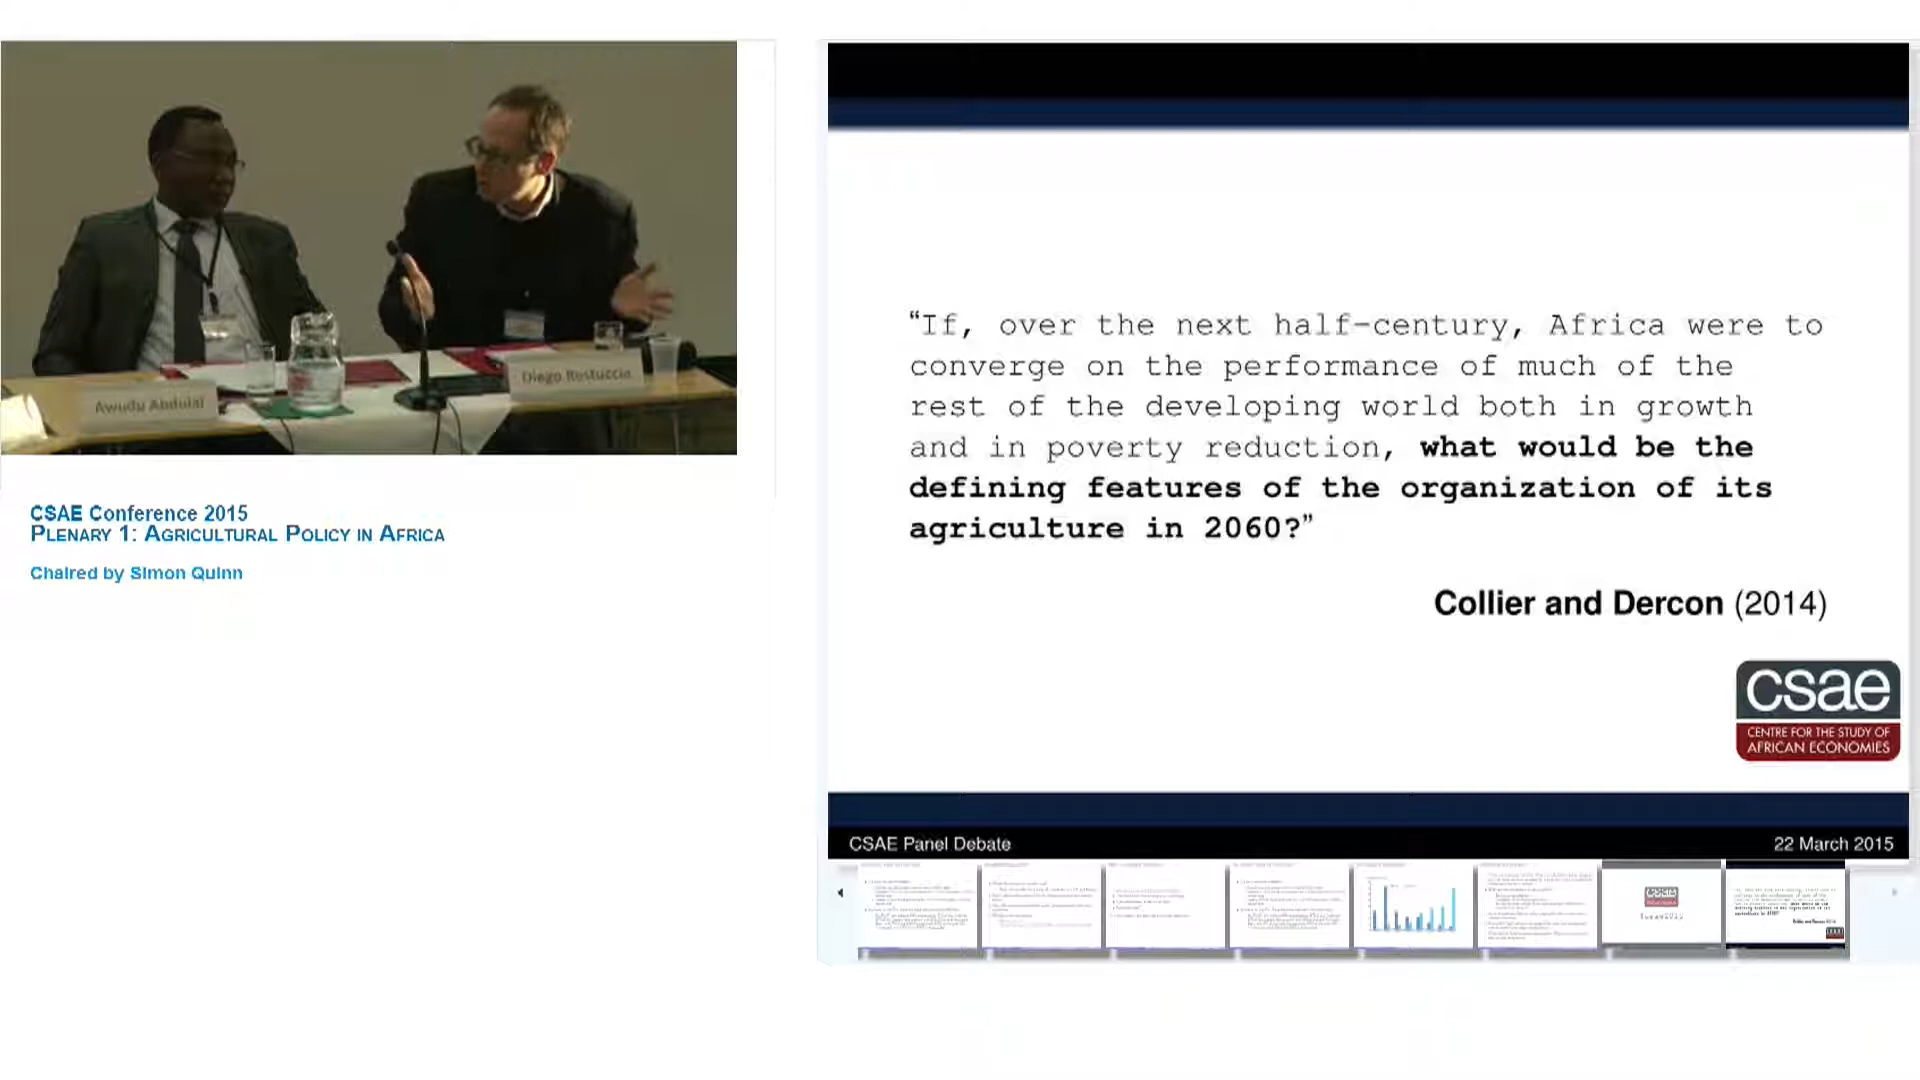 Awudu Abdulai
Diego Restuccia
CSAE Conference 2015
PLENARY 1: AGRICULTURAL POLICY IN AFRICA
Chaired by Simon Quinn
“If, over the next half-century, Africa were to
converge on the performance of much of the
rest of the developing world both in growth
and in poverty reduction, what would be the
defining features of the organization of its
agriculture in 2060?”
Collier and Dercon (2014)
csae
CENTRE FOR THE STUDY OF
AFRICAN ECONOMIES
CSAE Panel Debate
22 March 2015